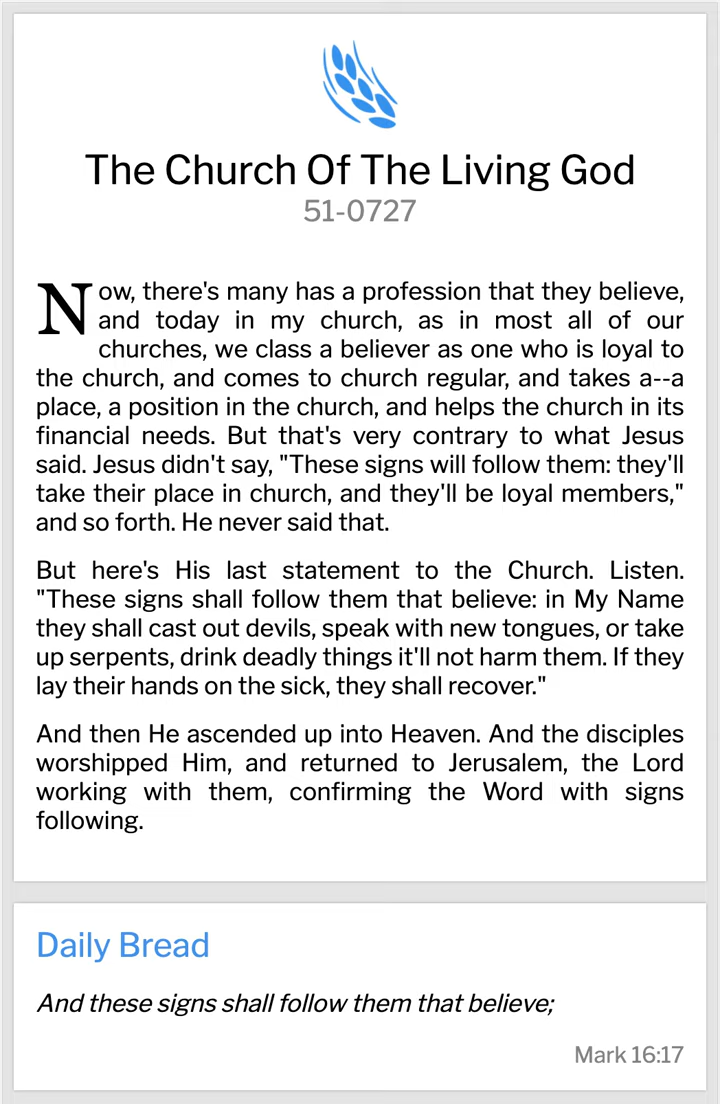 The Church Of The Living God
51-0727
Now, there's many has a profession that they believe,
and today in my church, as in most all of our
churches, we class a believer as one who is loyal to
the church, and comes to church regular, and takes a--a
place, a position in the church, and helps the church in its
financial needs. But that's very contrary to what Jesus
said. Jesus didn't say, "These signs will follow them: they'll
take their place in church, and they'll be loyal members,"
and so forth. He never said that.
But here's His last statement to the Church. Listen.
"These signs shall follow them that believe: in My Name
they shall cast out devils, speak with new tongues, or take
up serpents, drink deadly things it'll not harm them. If they
lay their hands on the sick, they shall recover."
And then He ascended up into Heaven. And the disciples
worshipped Him, and returned to Jerusalem, the Lord
working with them, confirming the Word with signs
following.
Daily Bread
And these signs shall follow them that believe;
Mark 16:17